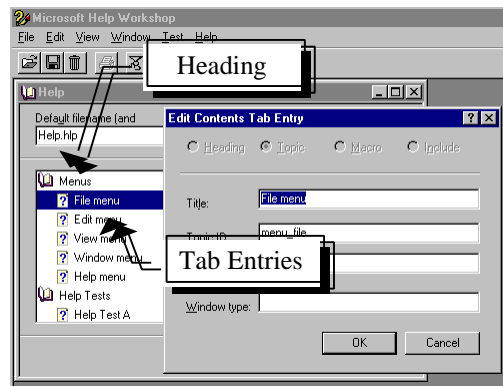 Microsoft Help Workshop
File Edit View Window Test Help
Heading
Help
Default filename (and
Help.hlp
Menus
File menu
Edit menu
View menu
Window menu
Help menu
Help Tests
Help Test A
Edit Contents Tab Entry
Heading Topic Macro Include
Title: File menu
Topic ID: menu_file
Tab Entries
Window type:
OK Cancel